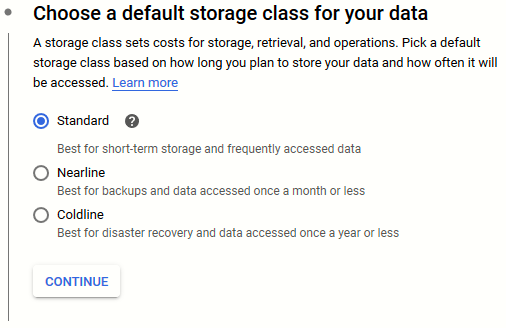 Choose a default storage class for your data
A storage class sets costs for storage, retrieval, and operations. Pick a default
storage class based on how long you plan to store your data and how often it will
be accessed. Learn more
Standard ?
Best for short-term storage and frequently accessed data
Nearline
Best for backups and data accessed once a month or less
Coldline
Best for disaster recovery and data accessed once a year or less
CONTINUE